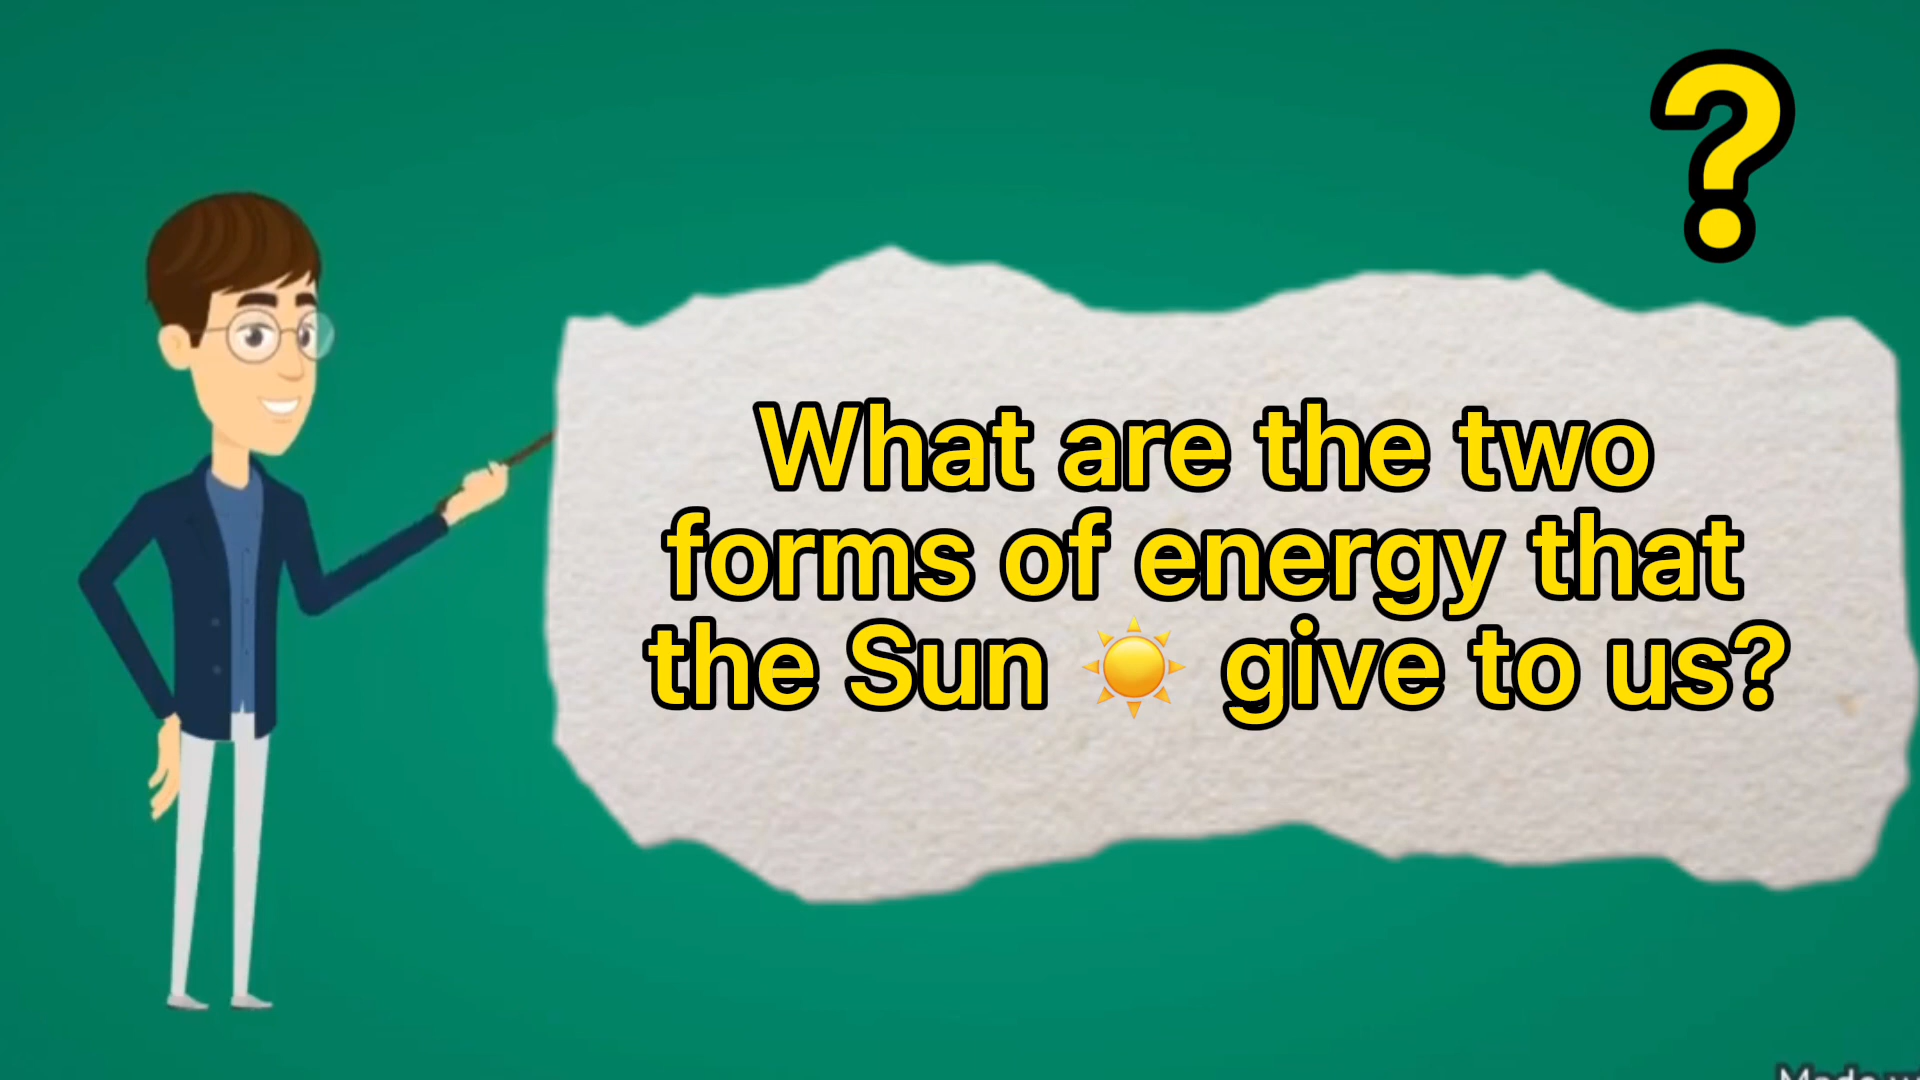 ?
What are the two
forms of energy that
the Sun ☀️ give to us?